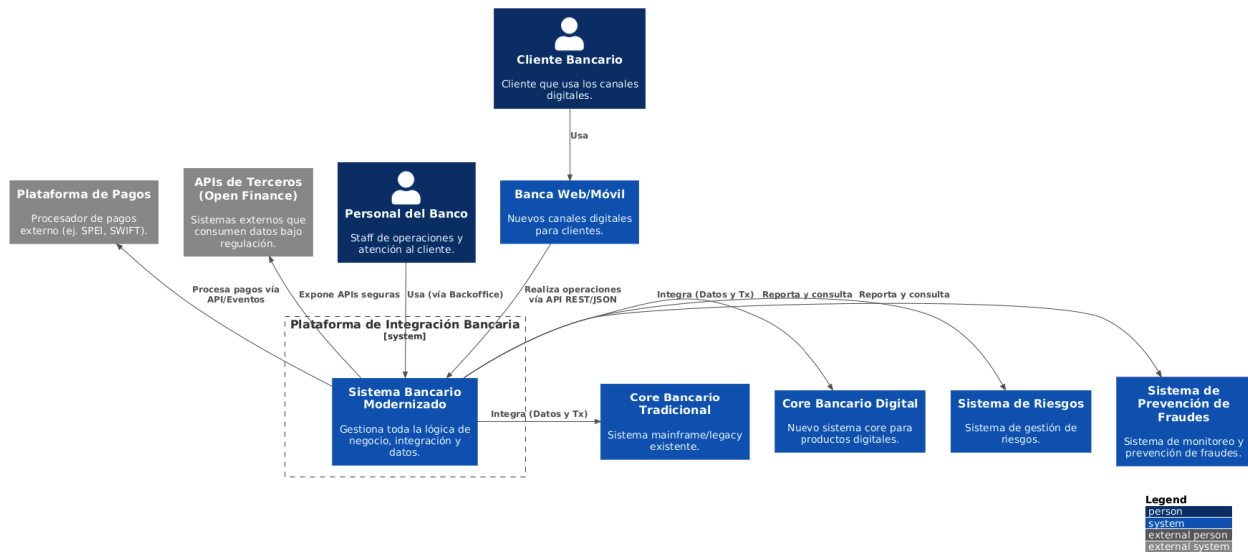 Cliente Bancario
Cliente que usa los canales
digitales.
Usa
Plataforma de Pagos
Procesador de pagos
externo (ej. SPEI, SWIFT).
APIs de Terceros
(Open Finance)
Sistemas externos que
consumen datos bajo
regulación.
Personal del Banco
Staff de operaciones y
atención al cliente.
Banca Web/Móvil
Nuevos canales digitales
para clientes.
Procesa pagos vía
API/Eventos
Expone APIs seguras
Usa (vía Backoffice)
Realiza operaciones
vía API REST/JSON
Integra (Datos y Tx)
Reporta y consulta
Reporta y consulta
Plataforma de Integración Bancaria
[system]
Sistema Bancario
Modernizado
Gestiona toda la lógica de
negocio, integración y
datos.
Integra (Datos y Tx)
Core Bancario
Tradicional
Sistema mainframe/legacy
existente.
Core Bancario Digital
Nuevo sistema core para
productos digitales.
Sistema de Riesgos
Sistema de gestión de
riesgos.
Sistema de
Prevención de
Fraudes
Sistema de monitoreo y
prevención de fraudes.
Legend
person
system
external person
external system